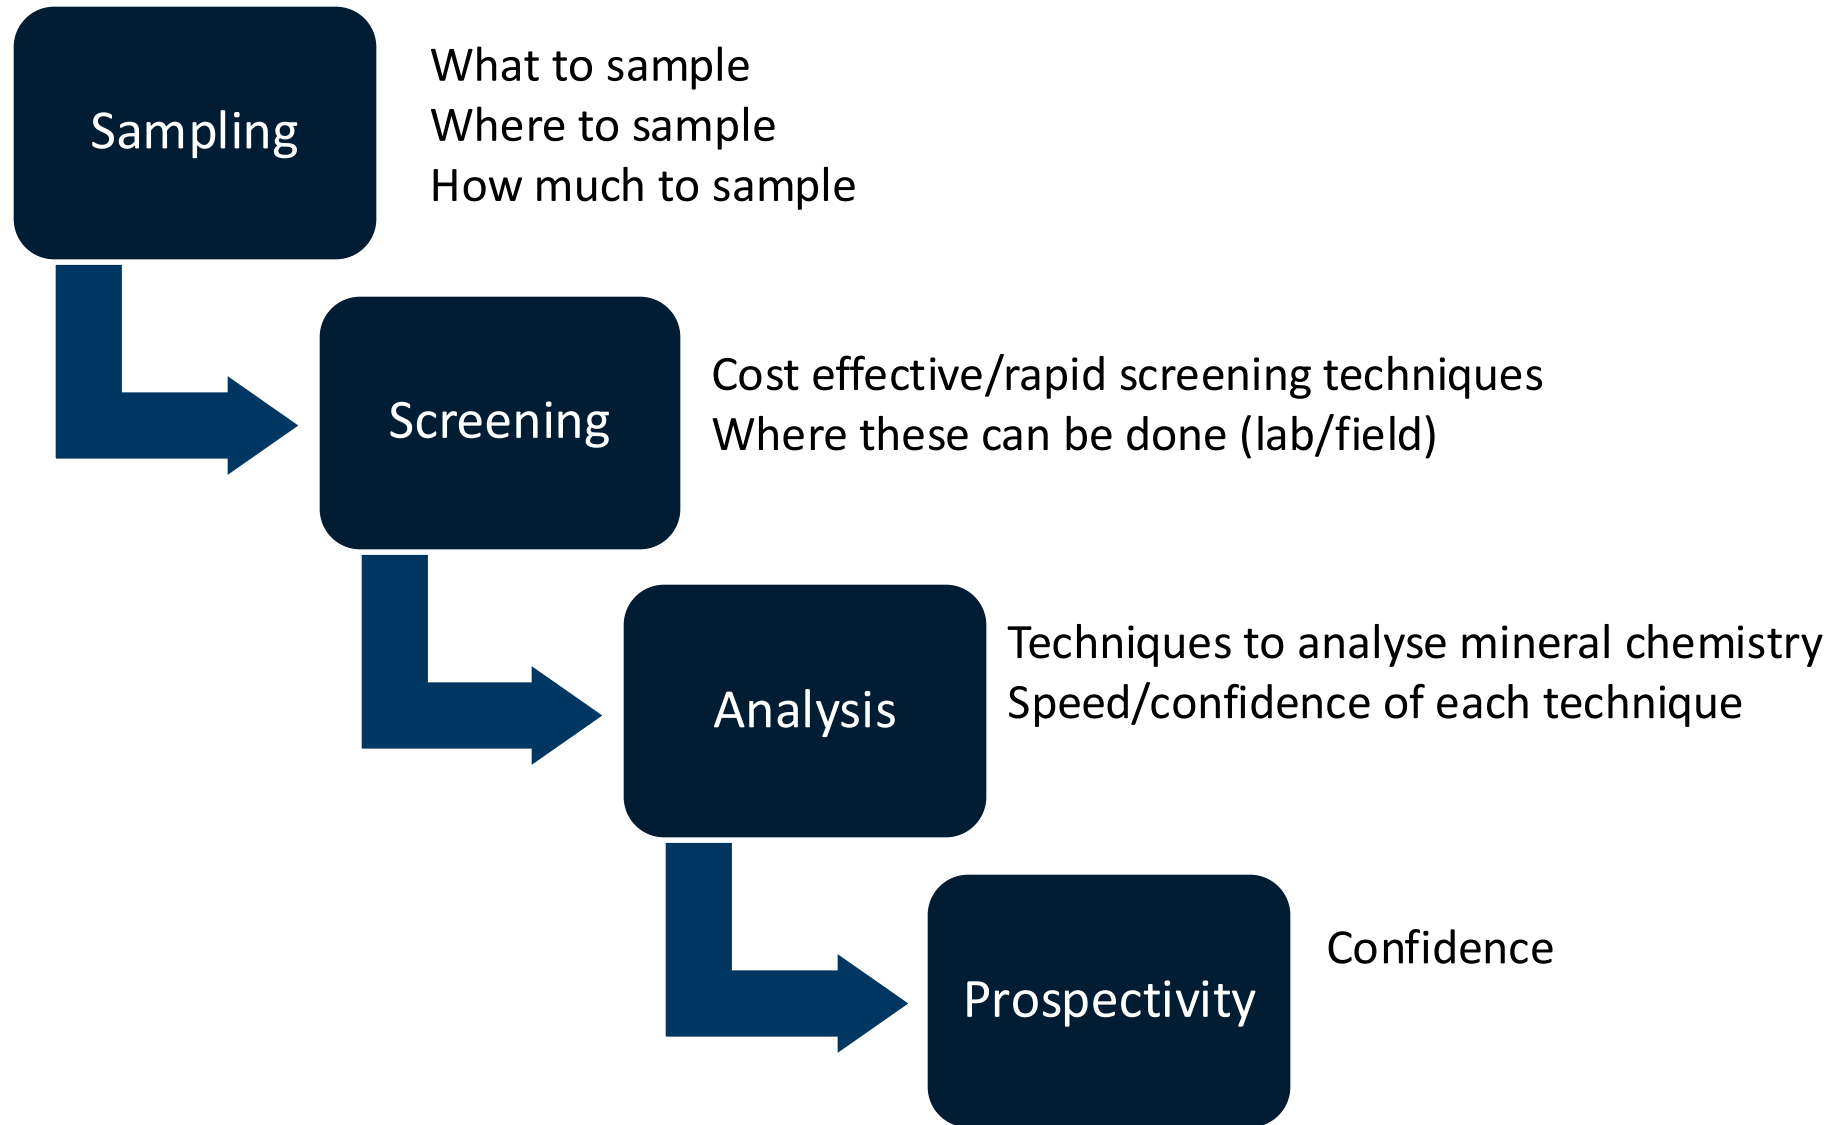 Sampling
What to sample
Where to sample
How much to sample
Screening
Cost effective/rapid screening techniques
Where these can be done (lab/field)
Analysis
Techniques to analyse mineral chemistry
Speed/confidence of each technique
Prospectivity
Confidence